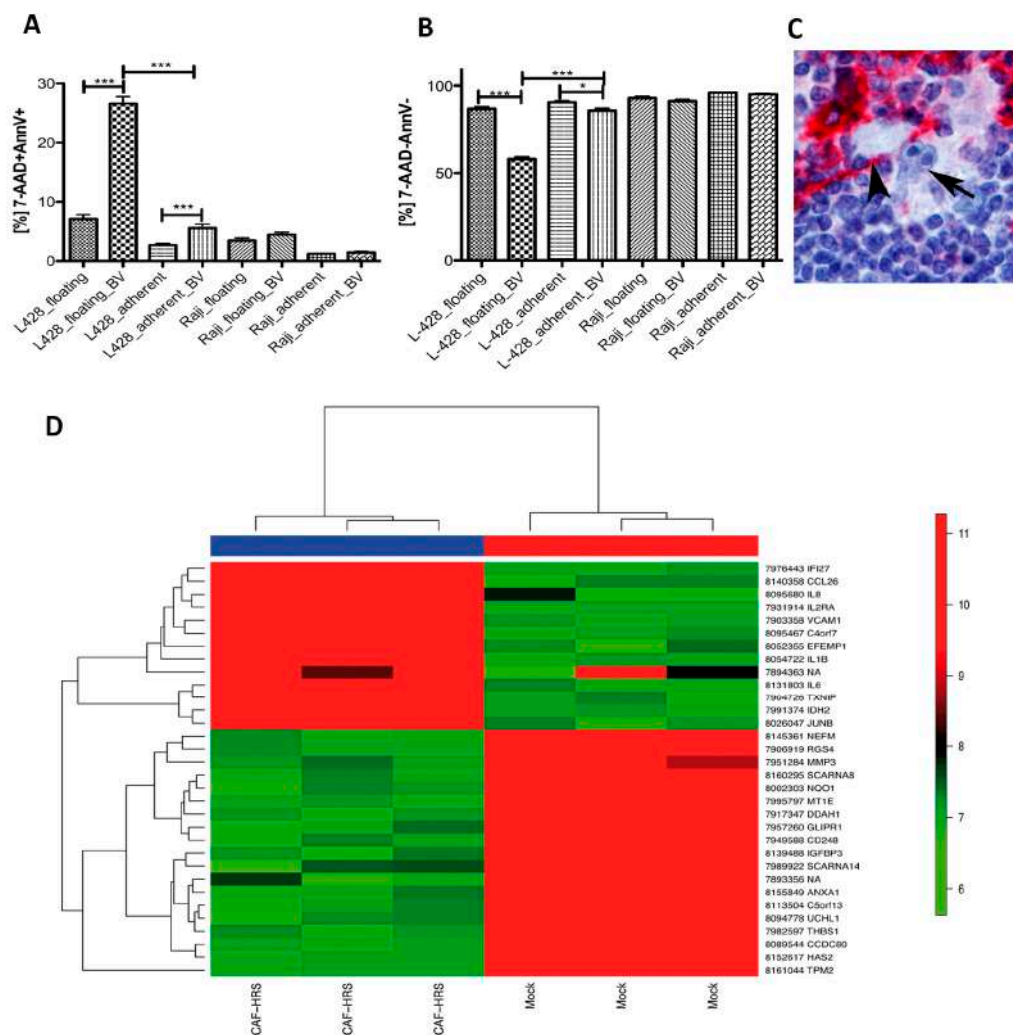 A
[%] 7-AAD+AnnV+
30
20
10
0
***
***
***
L428_floating
L428_floating_BV
L428_adherent
L428_adherent_BV
Raji_floating
Raji_floating_BV
Raji_adherent
Raji_adherent_BV
B
[%] 7-AAD-AnnV-
100
50
0
***
***
*
L-428_floating
L-428_floating_BV
L-428_adherent
L-428_adherent_BV
Raji_floating
Raji_floating_BV
Raji_adherent
Raji_adherent_BV
C
D
7976443 IFI27
8140358 CCL26
8095680 IL8
7931914 IL2RA
7903358 VCAM1
8095467 C4orf7
8052355 EFEMP1
8054722 IL1B
7894363 NA
8131803 IL6
7904726 TXNIP
7991374 IDH2
8026047 JUNB
8145361 NEFM
7906919 RGS4
7951284 MMP3
8160295 SCARNA8
8002303 NQO1
7995797 MT1E
7917347 DDAH1
7957260 GLIPR1
7949588 CD248
8139488 IGFBP3
7989922 SCARNA14
7893356 NA
8155849 ANXA1
8113504 C5orf13
8094778 UCHL1
7982597 THBS1
8089544 CCDC80
8152617 HAS2
8161044 TPM2
CAF-HRS
CAF-HRS
CAF-HRS
Mock
Mock
Mock
11
10
9
8
7
6